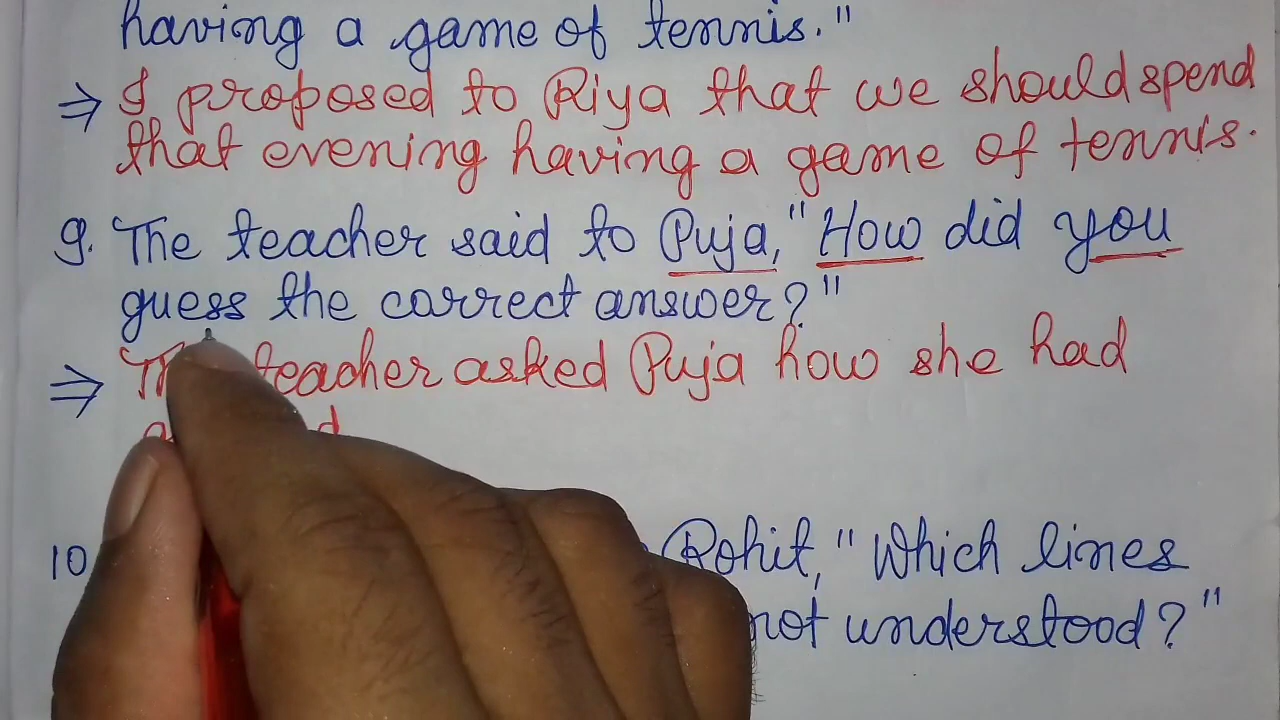 having a game of tennis."
⇒ I proposed to Riya that we should spend
that evening having a game of tennis.
9. The teacher said to Puja, "How did you
guess the correct answer?"
⇒ teacher asked Puja how she had
10 Rohit, "Which lines
not understood?"